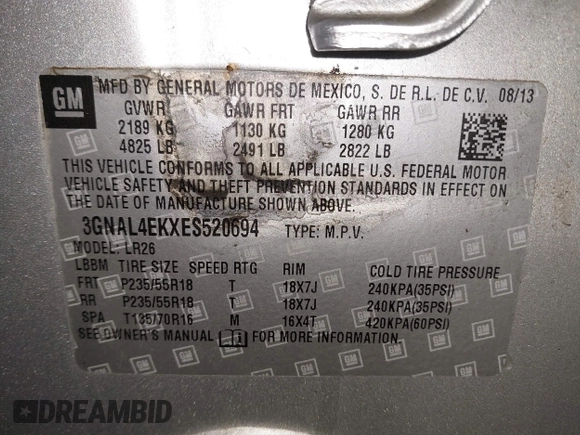 GM
MFD BY GENERAL MOTORS DE MEXICO, S. DE R.L. DE C.V. 08/13
GVWR GAWR FRT GAWR RR
2189 KG 1130 KG 1280 KG
4825 LB 2491 LB 2822 LB
THIS VEHICLE CONFORMS TO ALL APPLICABLE U.S. FEDERAL MOTOR
VEHICLE SAFETY AND THEFT PREVENTION STANDARDS IN EFFECT ON
THE DATE OF MANUFACTURE SHOWN ABOVE.
3GNAL4EKXES520694 TYPE: M.P.V.
MODEL: LR26
LBBM TIRE SIZE SPEED RTG RIM COLD TIRE PRESSURE
FRT P235/55R18 T 18X7J 240KPA(35PSI)
RR P235/55R18 T 18X7J 240KPA(35PSI)
SPA T135/70R16 M 16X4T 420KPA(60PSI)
SEE OWNER'S MANUAL FOR MORE INFORMATION.
DREAMBID